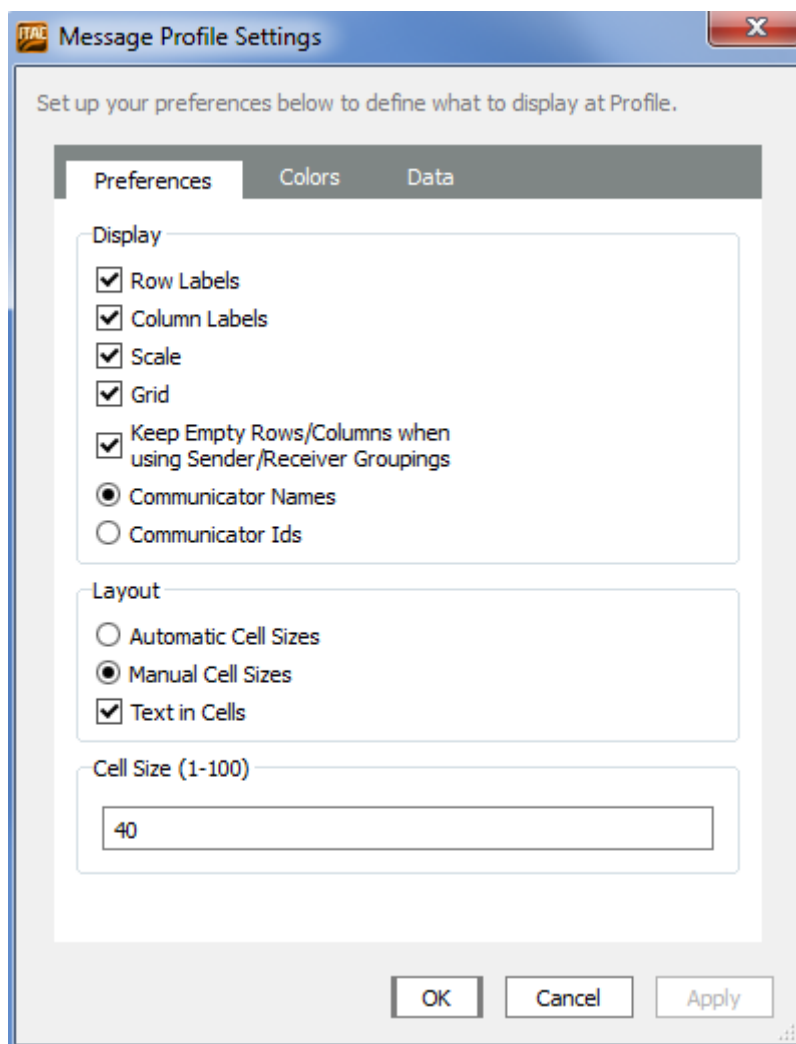 ITAC Message Profile Settings
Set up your preferences below to define what to display at Profile.
Preferences Colors Data
Display
Row Labels
Column Labels
Scale
Grid
Keep Empty Rows/Columns when
using Sender/Receiver Groupings
Communicator Names
Communicator Ids
Layout
Automatic Cell Sizes
Manual Cell Sizes
Text in Cells
Cell Size (1-100)
40
OK Cancel Apply